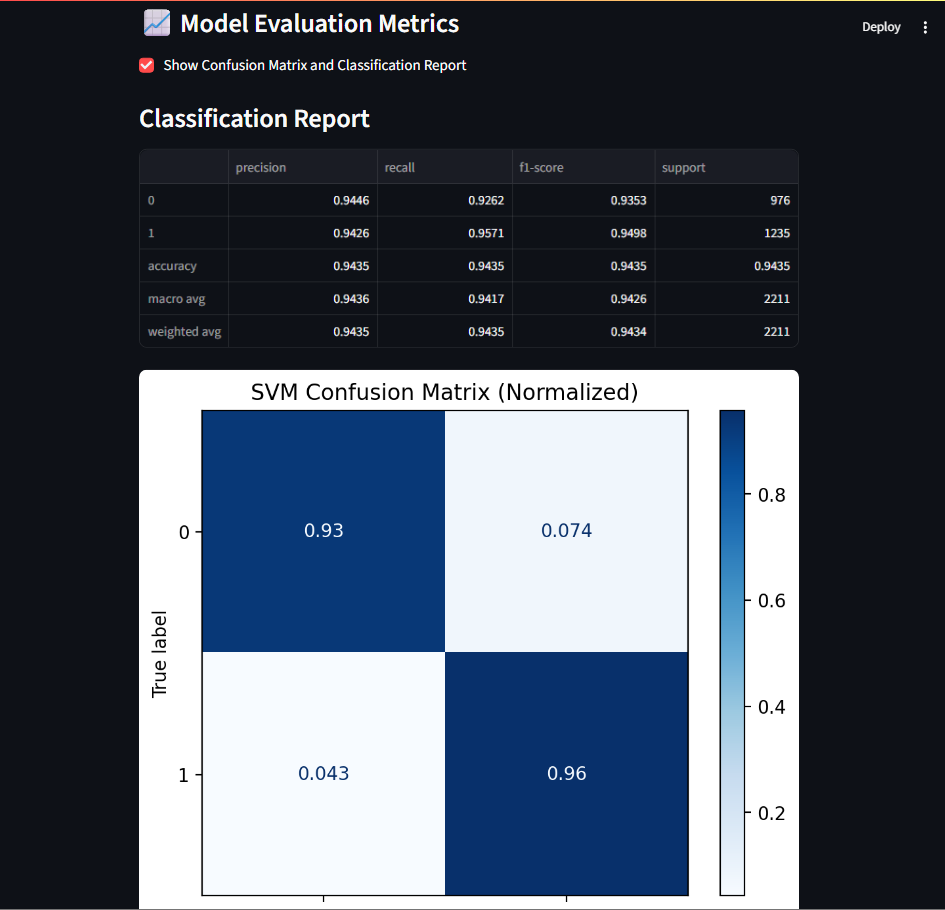 📈 Model Evaluation Metrics
Deploy
Show Confusion Matrix and Classification Report
Classification Report
precision recall f1-score support
0 0.9446 0.9262 0.9353 976
1 0.9426 0.9571 0.9498 1235
accuracy 0.9435 0.9435 0.9435 0.9435
macro avg 0.9436 0.9417 0.9426 2211
weighted avg 0.9435 0.9435 0.9434 2211
SVM Confusion Matrix (Normalized)
0 0.93 0.074
1 0.043 0.96
True label
0.8
0.6
0.4
0.2